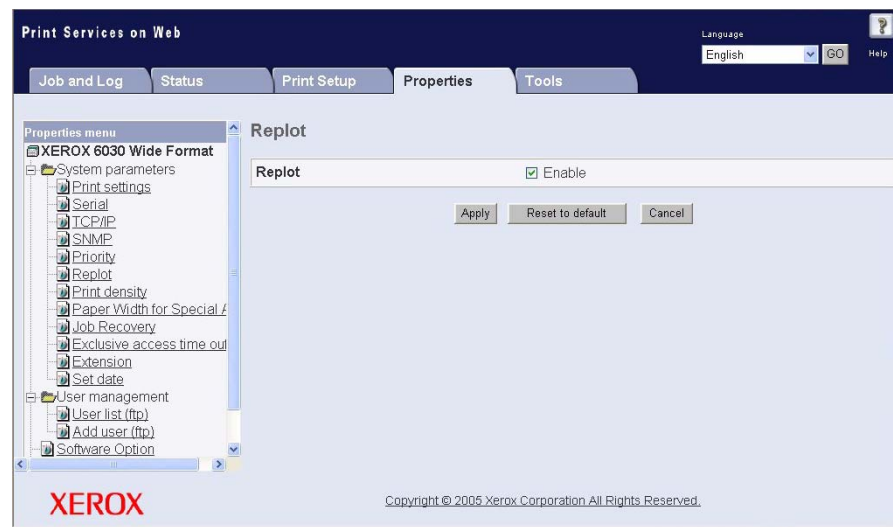 Print Services on Web
Language
English
GO
Help
Job and Log
Status
Print Setup
Properties
Tools
Properties menu
XEROX 6030 Wide Format
System parameters
Print settings
Serial
TCP/IP
SNMP
Priority
Replot
Print density
Paper Width for Special A
Job Recovery
Exclusive access time out
Extension
Set date
User management
User list (ftp)
Add user (ftp)
Software Option
Replot
Replot
Enable
Apply
Reset to default
Cancel
XEROX
Copyright © 2005 Xerox Corporation All Rights Reserved.